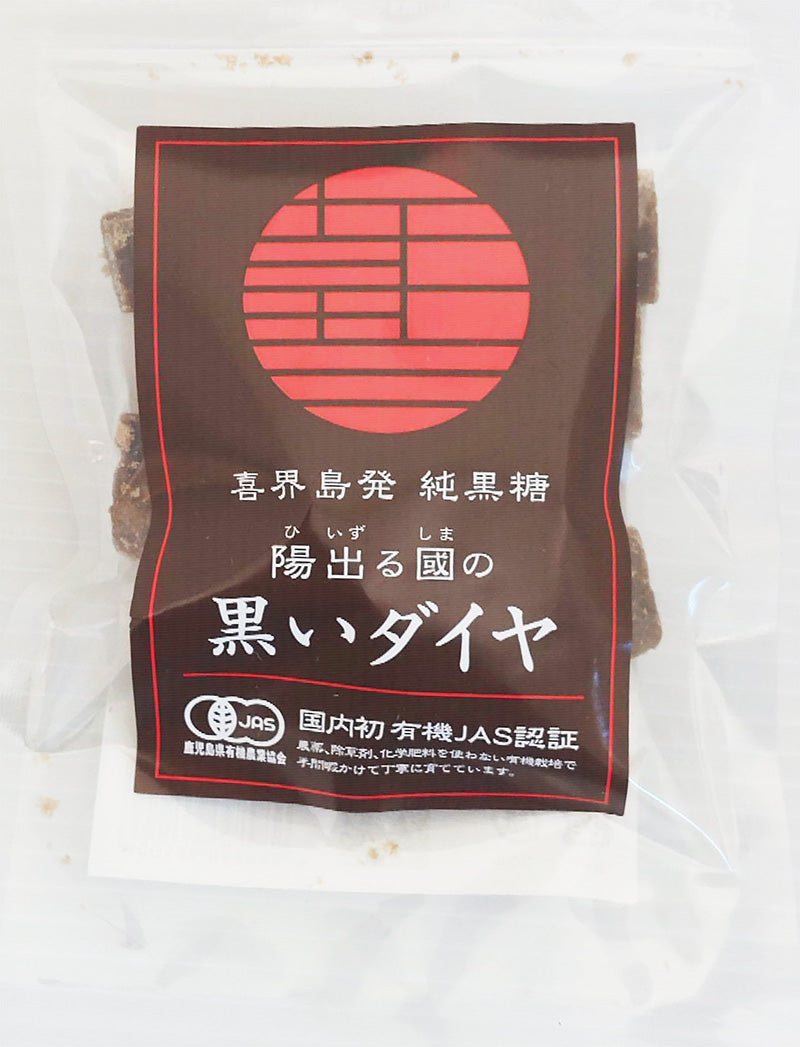 喜界島発 純黒糖
ひ いず しま
陽出る國の
黒いダイヤ
JAS
鹿児島県有機農業協会
国内初 有機JAS認証
農薬、除草剤、化学肥料を使わない有機栽培で
手間暇かけて丁寧に育てています。